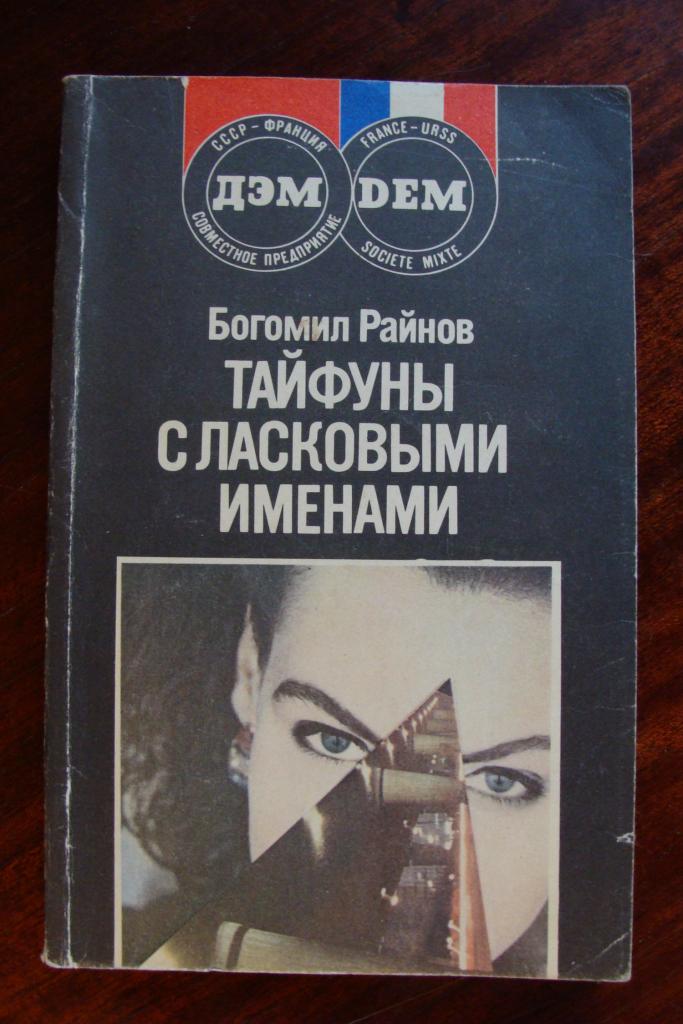 СССР – ФРАНЦИЯ
ДЭМ
СОВМЕСТНОЕ ПРЕДПРИЯТИЕ
FRANCE – URSS
DEM
SOCIETE MIXTE
Богомил Райнов
ТАЙФУНЫ
С ЛАСКОВЫМИ
ИМЕНАМИ